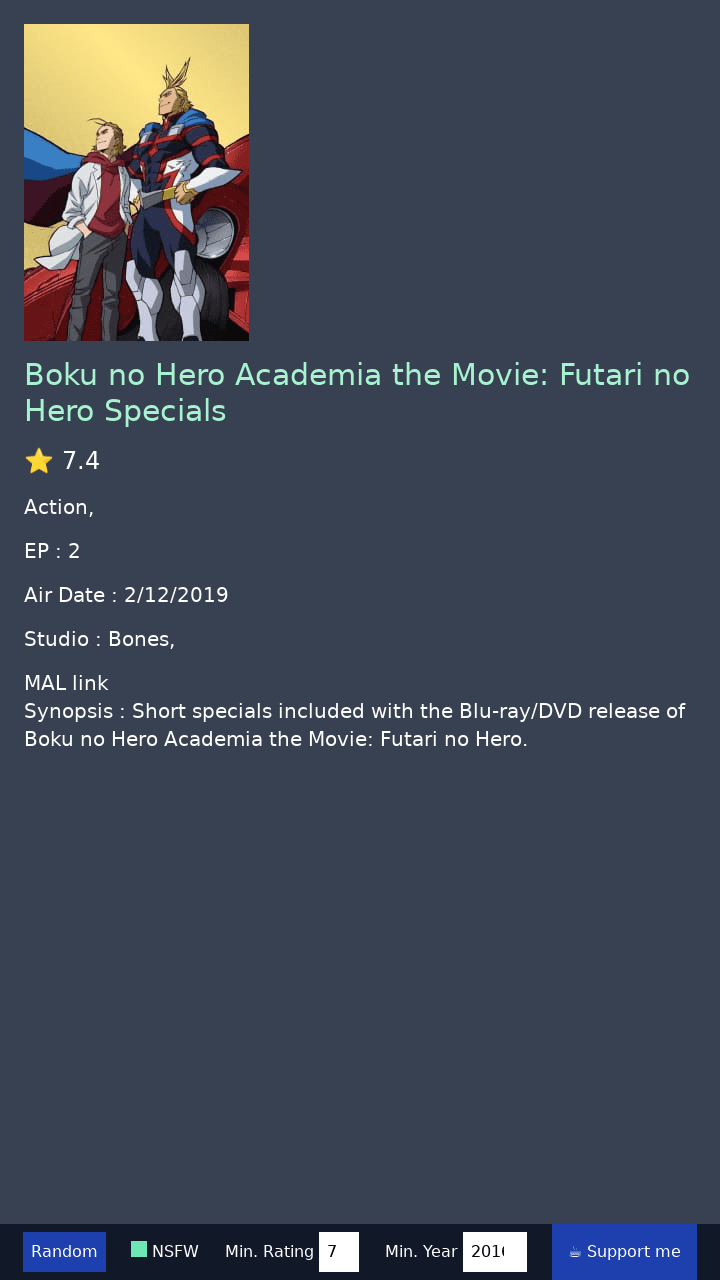 Boku no Hero Academia the Movie: Futari no
Hero Specials
⭐ 7.4
Action,
EP : 2
Air Date : 2/12/2019
Studio : Bones,
MAL link
Synopsis : Short specials included with the Blu-ray/DVD release of
Boku no Hero Academia the Movie: Futari no Hero.
Random NSFW Min. Rating 7 Min. Year ☕ Support me